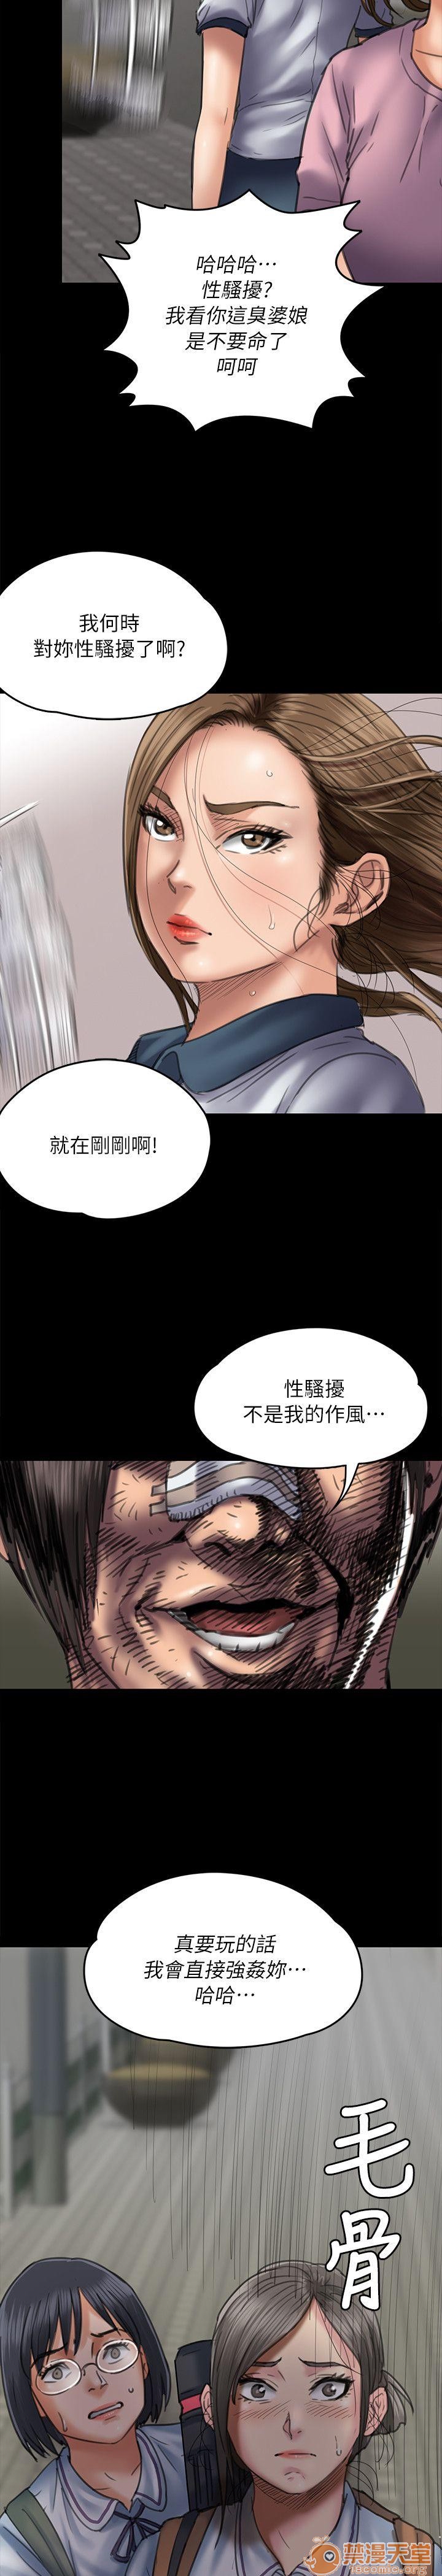 哈哈哈…
性騷擾?
我看你這臭婆娘
是不要命了
呵呵
我何時
對妳性騷擾了啊?
就在剛剛啊!
性騷擾
不是我的作風…
真要玩的話
我會直接強姦妳…
哈哈…
毛
骨
禁漫天堂
18comic.org